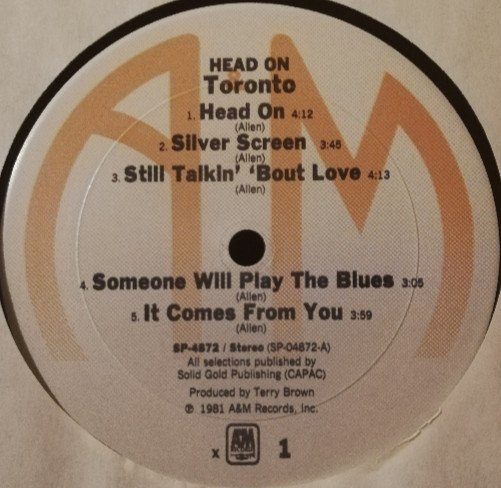 HEAD ON
Toronto
1. Head On 4:12
(Allen)
2. Silver Screen 3:45
(Allen)
3. Still Talkin' 'Bout Love 4:13
(Allen)
4. Someone Will Play The Blues 3:05
(Allen)
5. It Comes From You 3:59
(Allen)
SP-4872 / Stereo (SP-04872-A)
All selections published by
Solid Gold Publishing (CAPAC)
Produced by Terry Brown
℗ 1981 A&M Records, Inc.
x A&M RECORDS 1